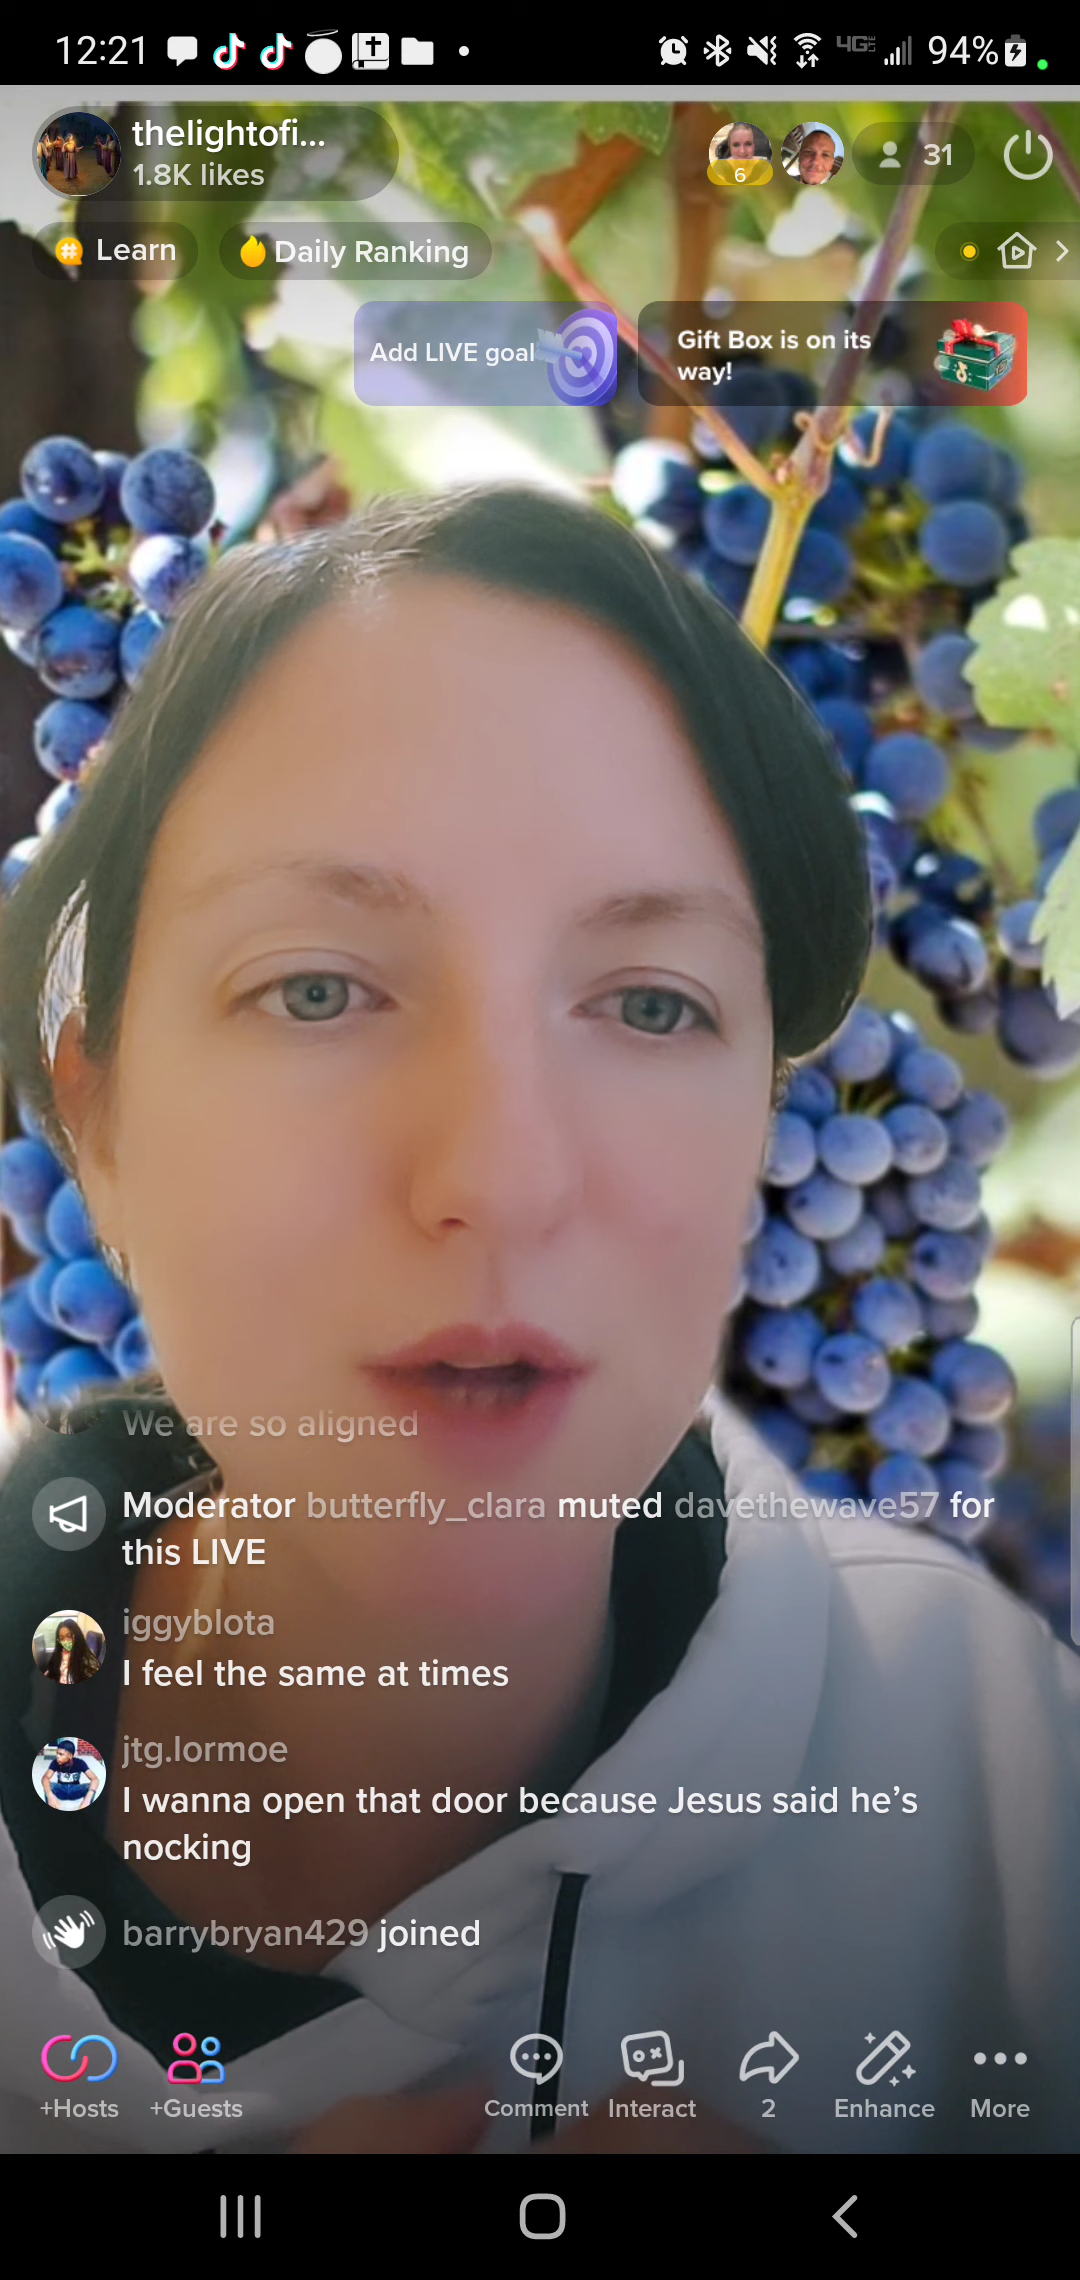 12:21
4G LTE
94%
thelightofi...
1.8K likes
6
31
Learn
Daily Ranking
Add LIVE goal
Gift Box is on its
way!
We are so aligned
Moderator butterfly_clara muted davethewave57 for
this LIVE
iggyblota
I feel the same at times
jtg.lormoe
I wanna open that door because Jesus said he’s
nocking
barrybryan429 joined
+Hosts
+Guests
Comment
Interact
2
Enhance
More